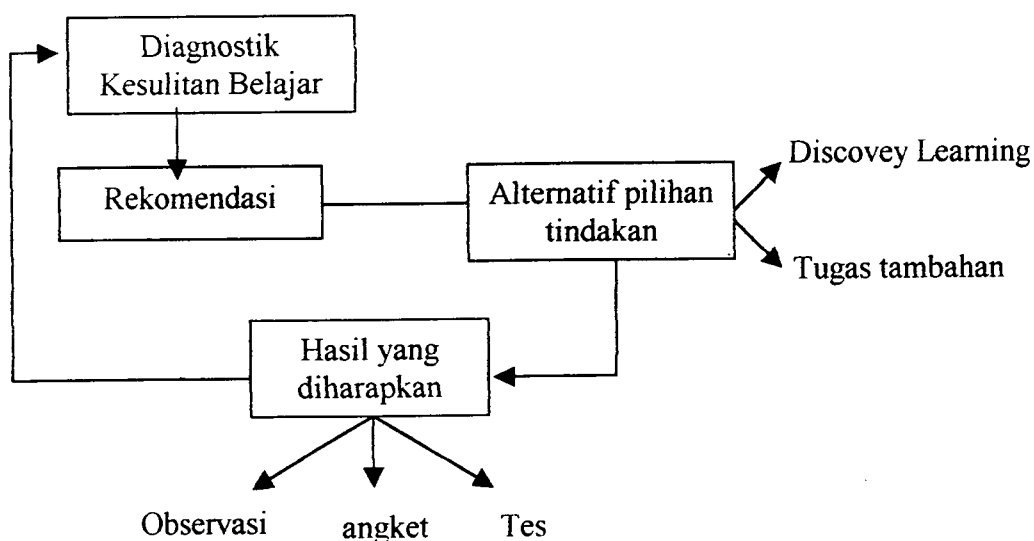 Diagnostik
Kesulitan Belajar
Rekomendasi
Alternatif pilihan
tindakan
Discovey Learning
Tugas tambahan
Hasil yang
diharapkan
Observasi
angket
Tes